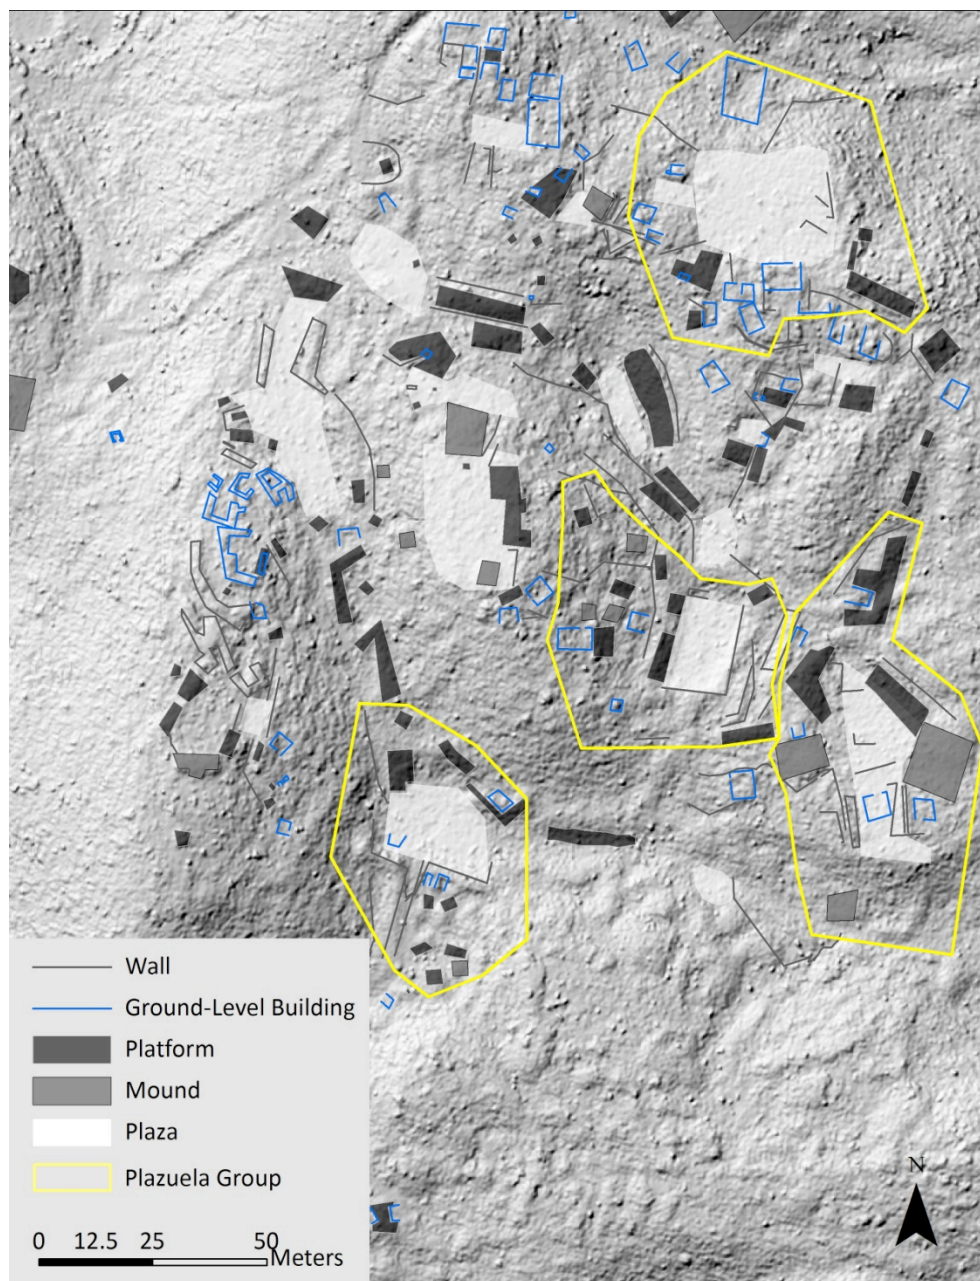 Wall
Ground-Level Building
Platform
Mound
Plaza
Plazuela Group
N
0 12.5 25 50 Meters